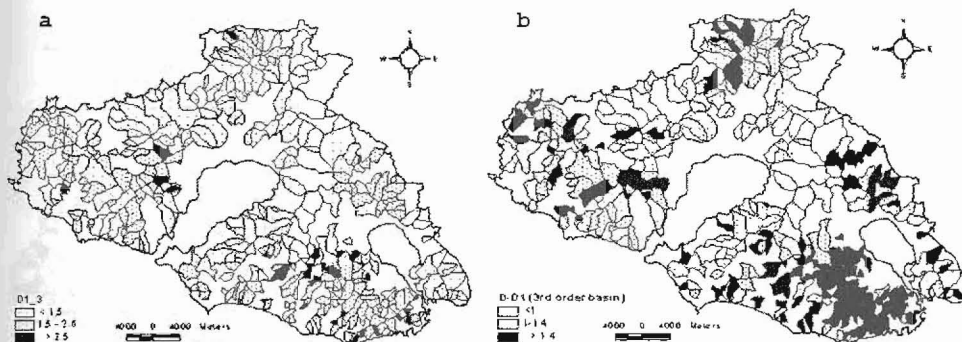 a
N
W E
S
D1_3
< 1.5
1.5 - 2.5
> 2.5
4000 0 4000 Meters
b
N
W E
S
D-D1 (3rd order basin)
<1
1-1.4
> 1.4
4000 0 4000 Meters